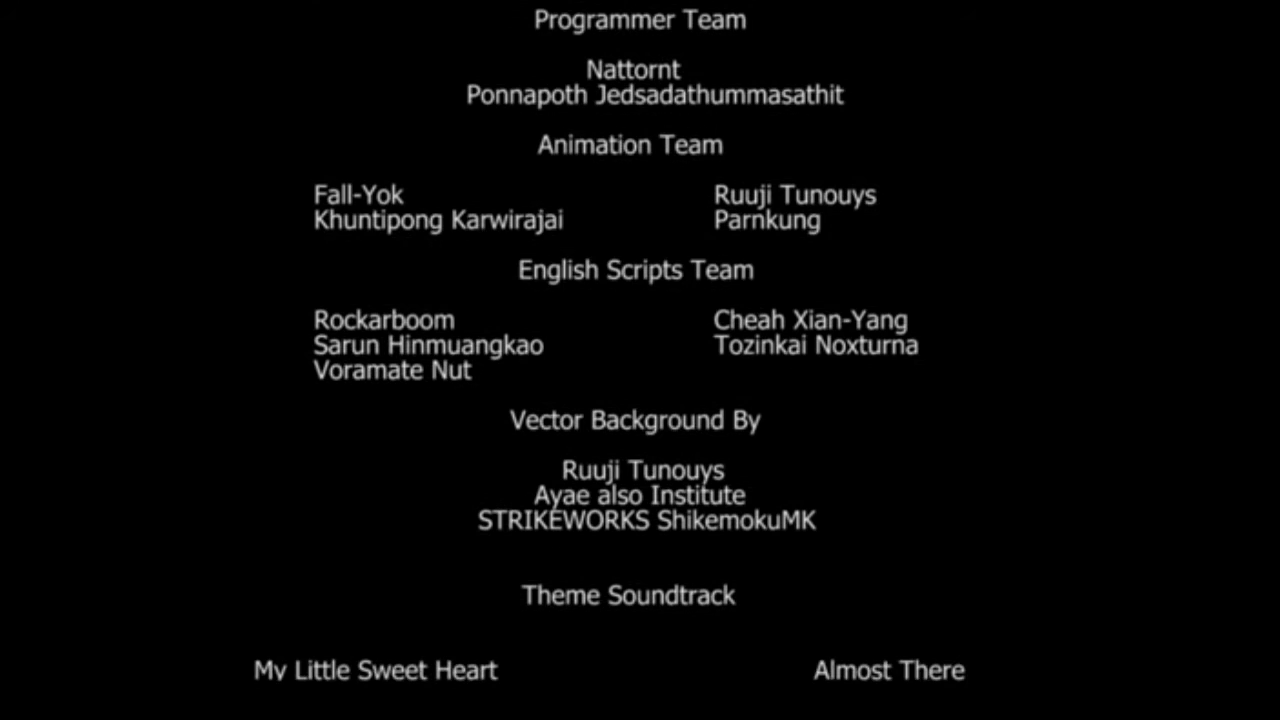 Programmer Team
Nattornt
Ponnapoth Jedsadathummasathit
Animation Team
Fall-Yok Ruuji Tunouys
Khuntipong Karwirajai Parnkung
English Scripts Team
Rockarboom Cheah Xian-Yang
Sarun Hinmuangkao Tozinkai Noxturna
Voramate Nut
Vector Background By
Ruuji Tunouys
Ayae also Institute
STRIKEWORKS ShikemokuMK
Theme Soundtrack
My Little Sweet Heart Almost There